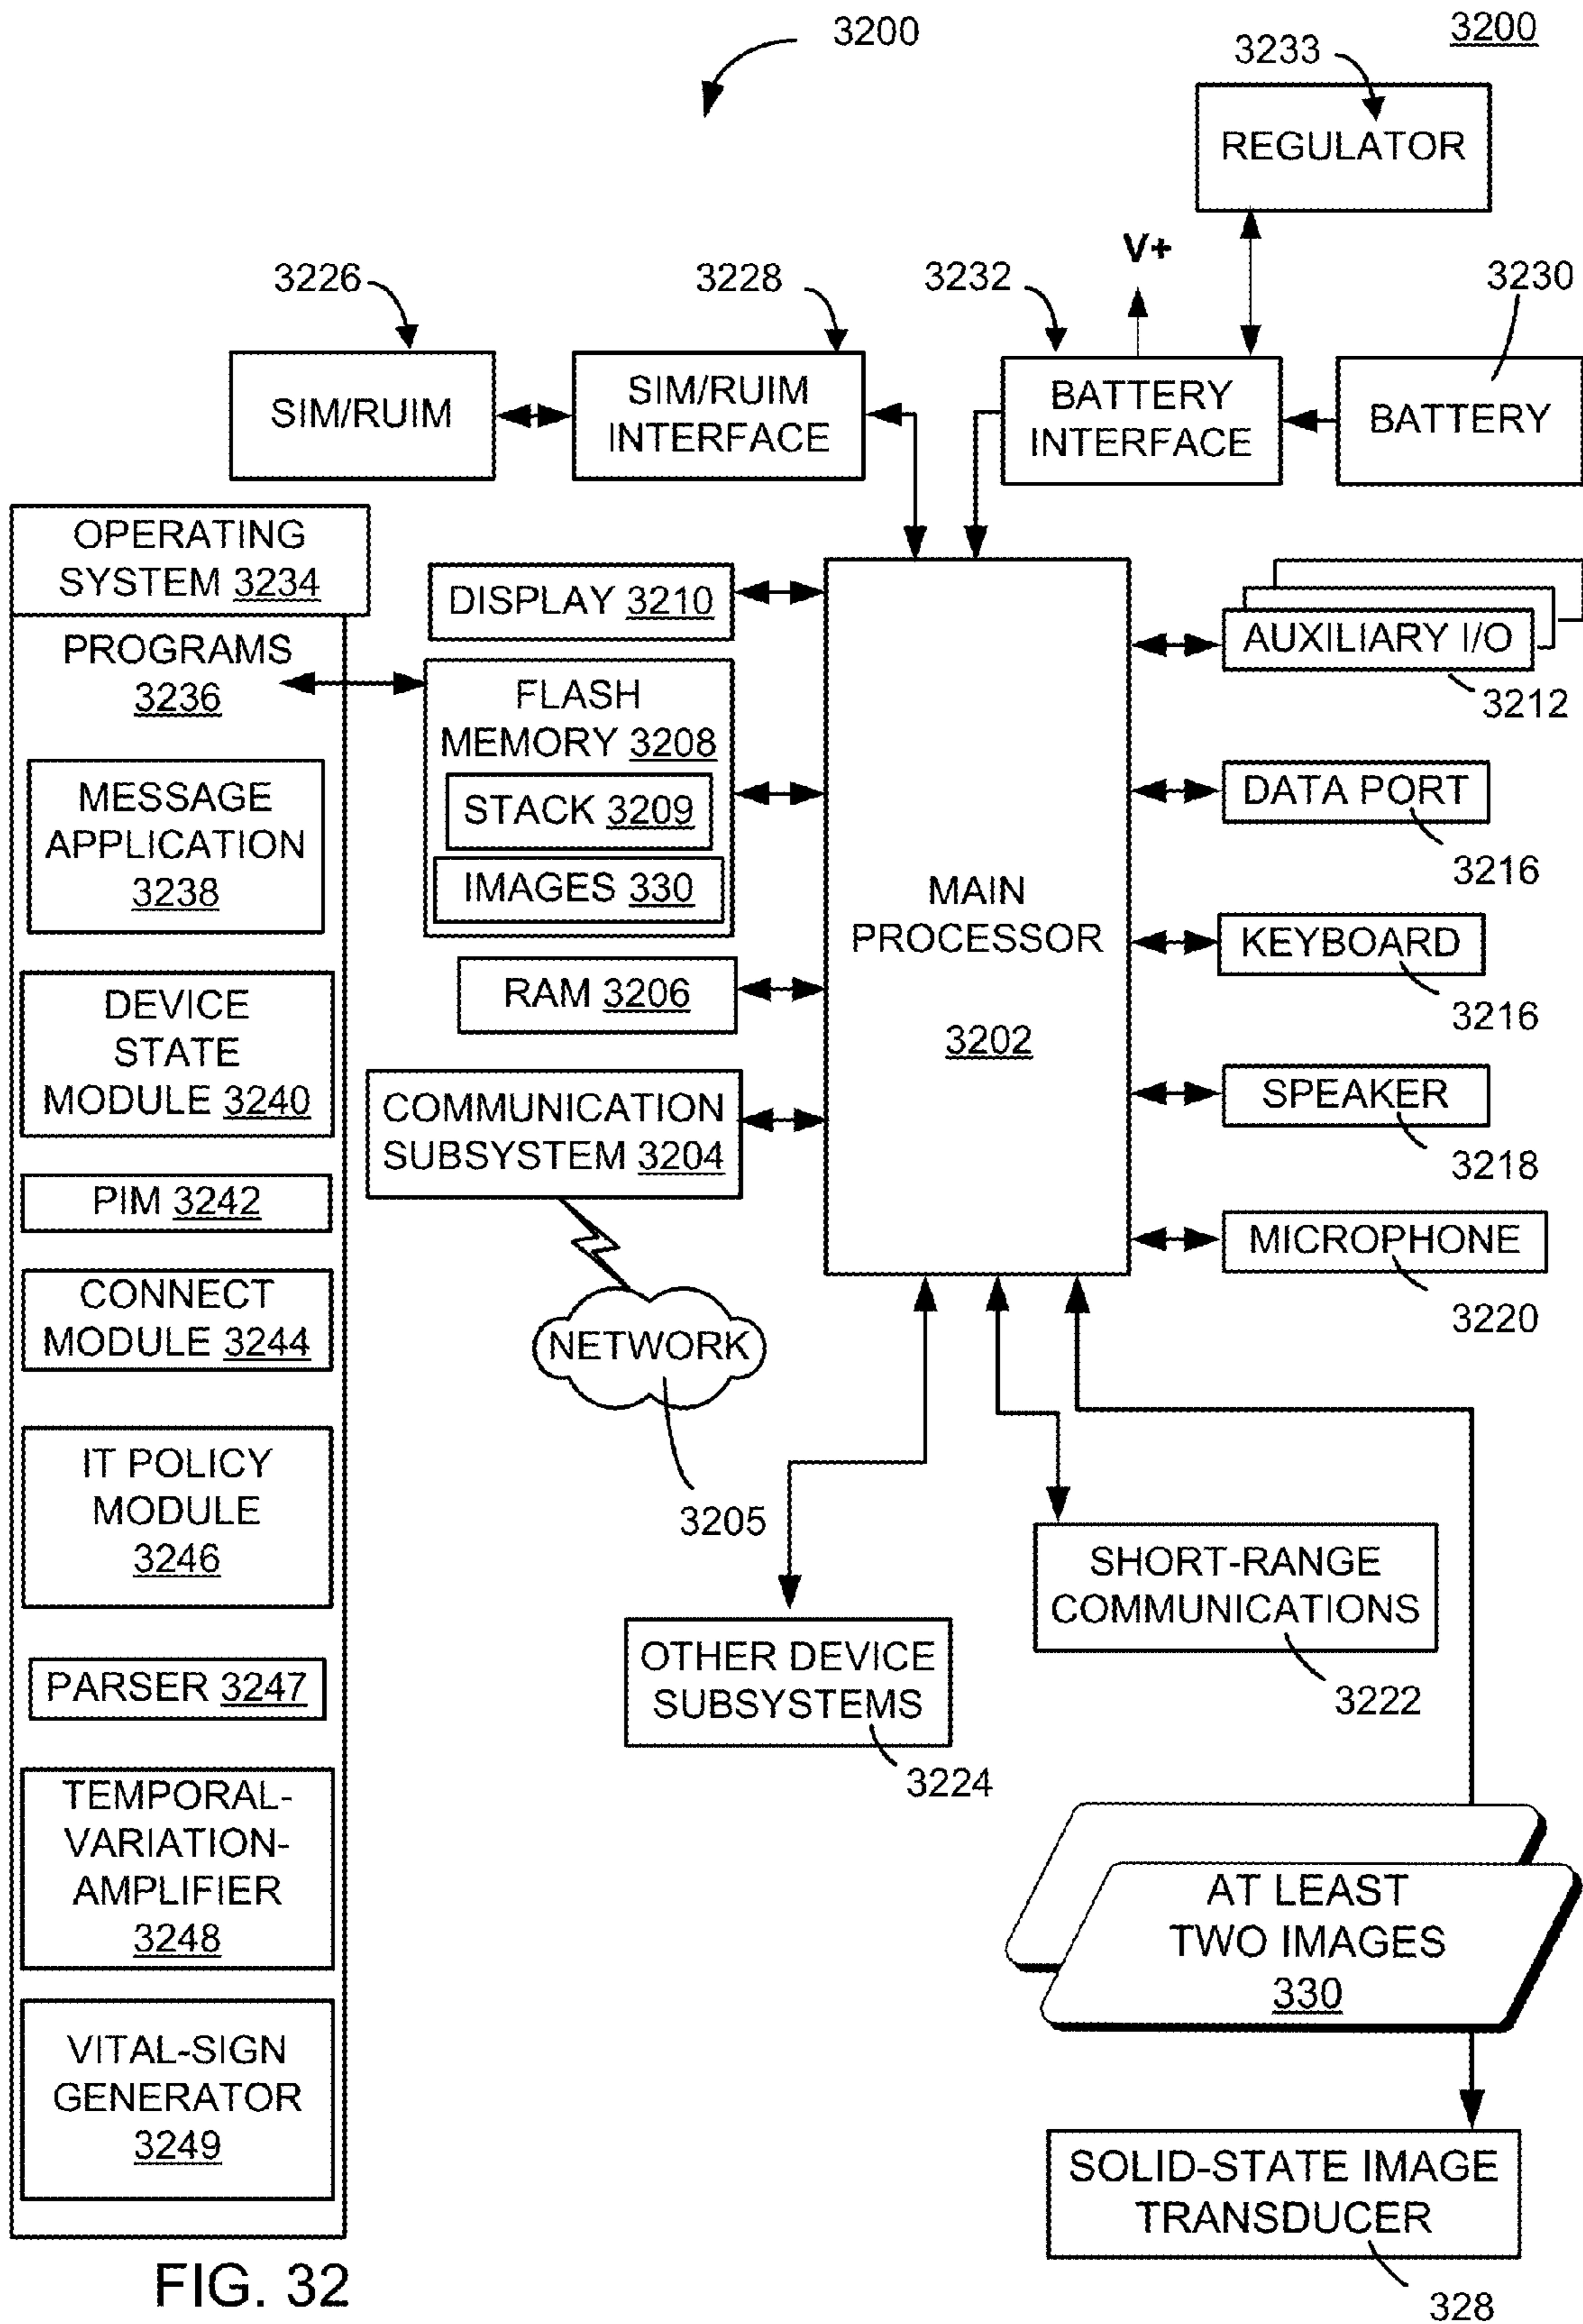 3200
3200
3233
REGULATOR
V+
3226
3228
3232
3230
SIM/RUIM
SIM/RUIM
INTERFACE
BATTERY
INTERFACE
BATTERY
OPERATING
SYSTEM 3234
PROGRAMS
3236
MESSAGE
APPLICATION
3238
DEVICE
STATE
MODULE 3240
PIM 3242
CONNECT
MODULE 3244
IT POLICY
MODULE
3246
PARSER 3247
TEMPORAL-
VARIATION-
AMPLIFIER
3248
VITAL-SIGN
GENERATOR
3249
DISPLAY 3210
FLASH
MEMORY 3208
STACK 3209
IMAGES 330
RAM 3206
COMMUNICATION
SUBSYSTEM 3204
NETWORK
3205
MAIN
PROCESSOR
3202
AUXILIARY I/O
3212
DATA PORT
3216
KEYBOARD
3216
SPEAKER
3218
MICROPHONE
3220
SHORT-RANGE
COMMUNICATIONS
3222
OTHER DEVICE
SUBSYSTEMS
3224
AT LEAST
TWO IMAGES
330
SOLID-STATE IMAGE
TRANSDUCER
328
FIG. 32